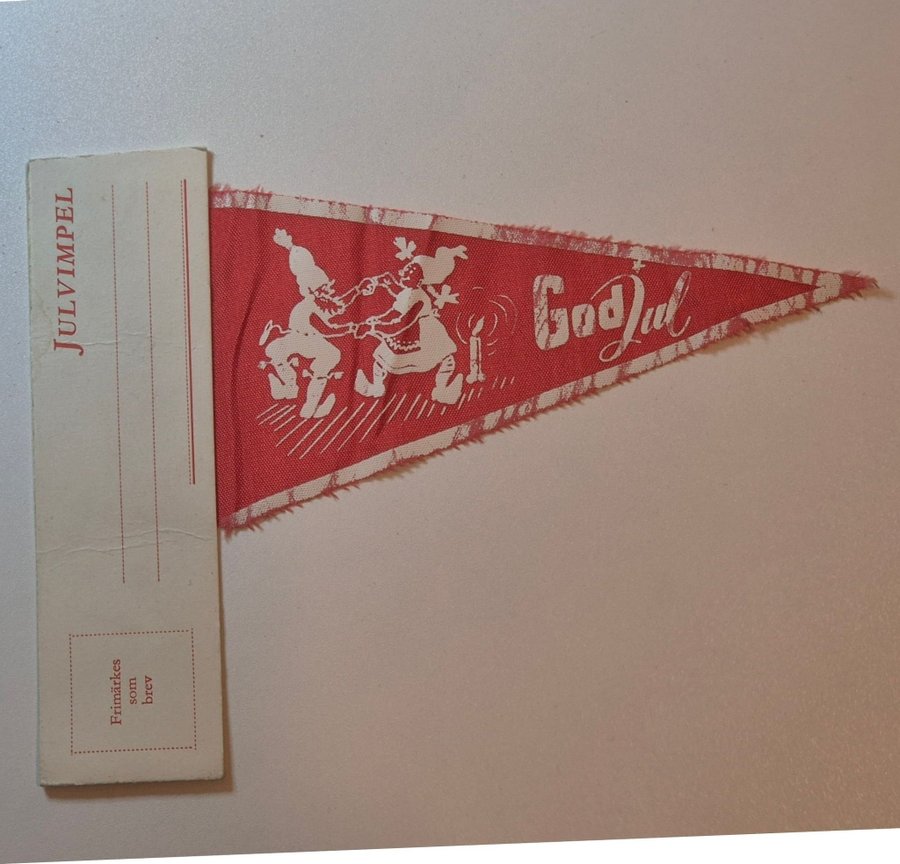 JULVIMPEL
Frimärkes
som
brev
God Jul